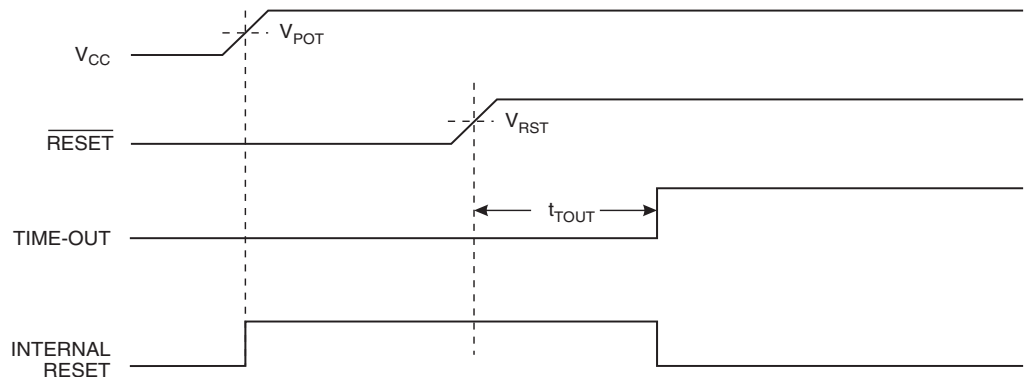 V_POT
V_CC
V_RST
RESET
t_TOUT
TIME-OUT
INTERNAL
RESET